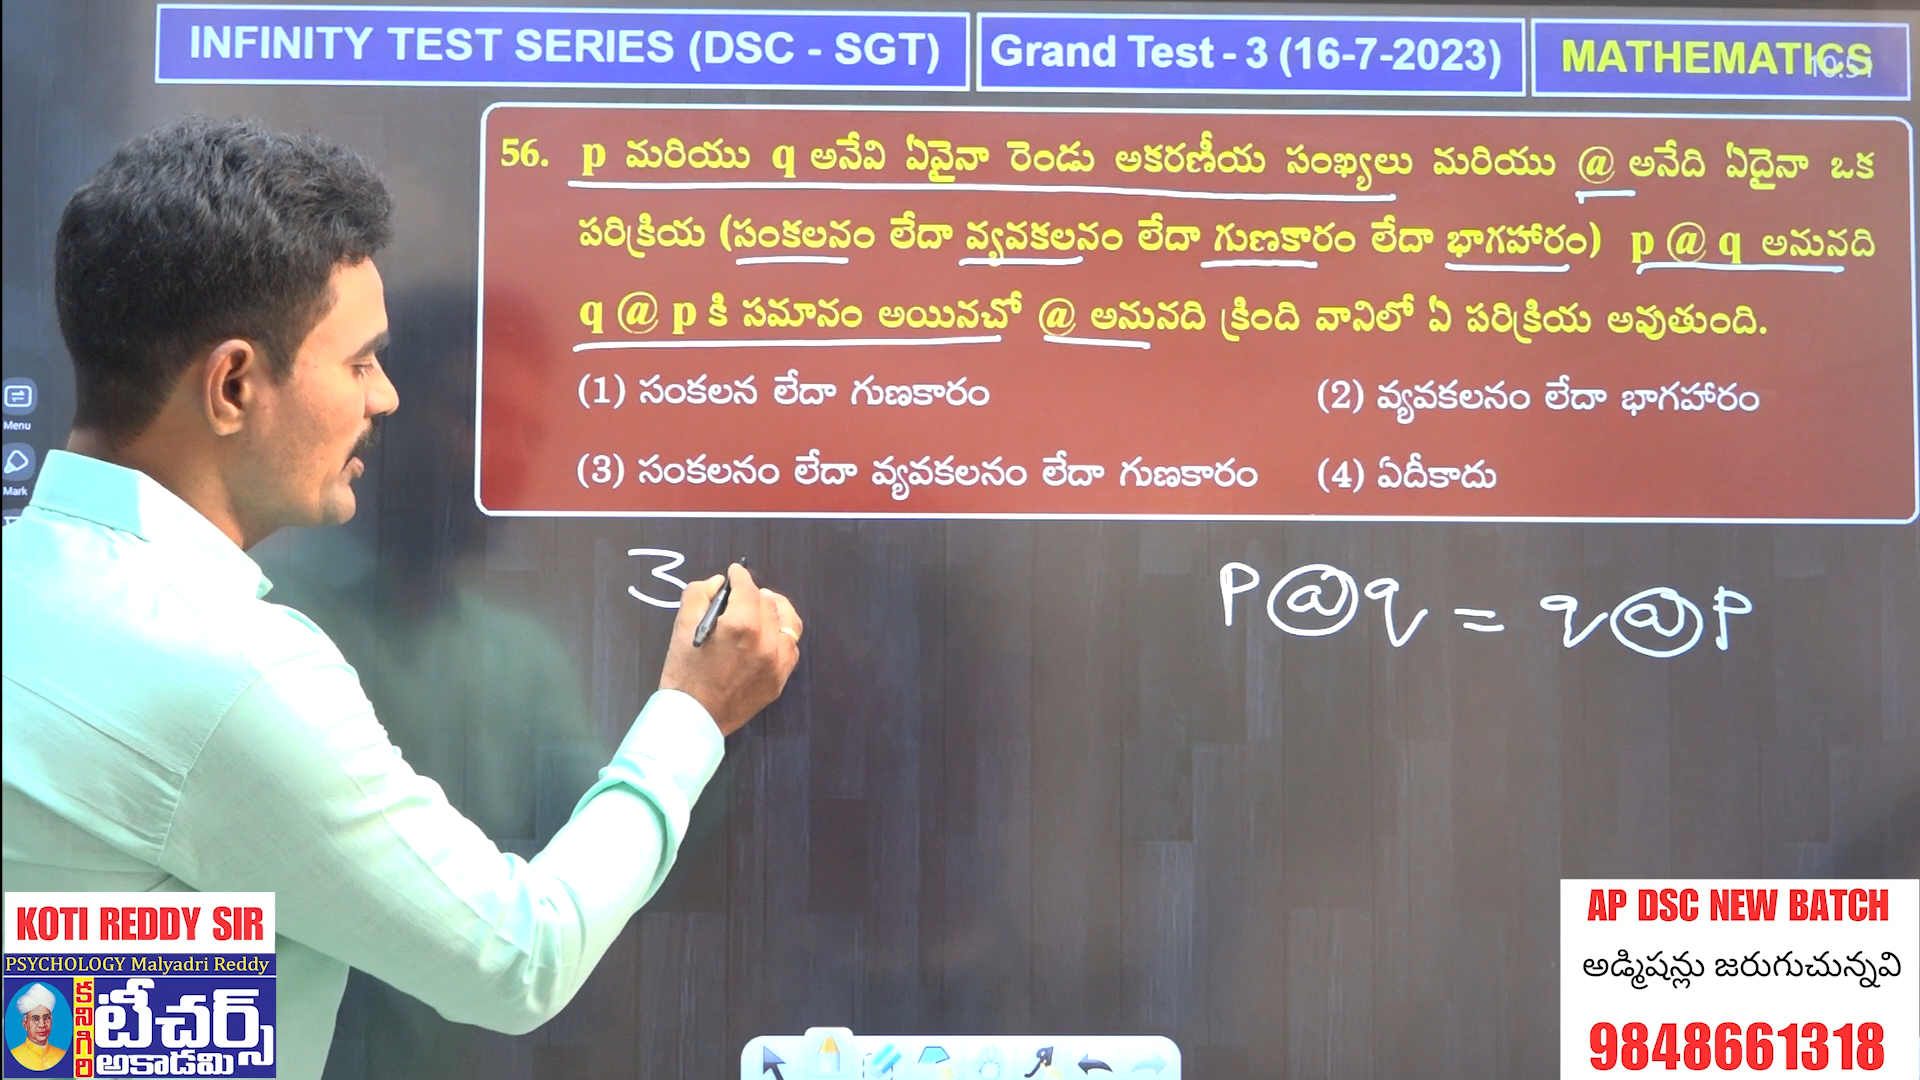 INFINITY TEST SERIES (DSC - SGT)
Grand Test - 3 (16-7-2023)
MATHEMATICS
56. p మరియు q అనేవి ఏవైనా రెండు అకరణీయ సంఖ్యలు మరియు @ అనేది ఏదైనా ఒక
పరిక్రియ (సంకలనం లేదా వ్యవకలనం లేదా గుణకారం లేదా భాగహారం) p @ q అనునది
q @ p కి సమానం అయినచో @ అనునది క్రింది వానిలో ఏ పరిక్రియ అవుతుంది.
(1) సంకలన లేదా గుణకారం
(2) వ్యవకలనం లేదా భాగహారం
(3) సంకలనం లేదా వ్యవకలనం లేదా గుణకారం
(4) ఏదీకాదు
Menu
Mark
3
P@q = q@P
KOTI REDDY SIR
PSYCHOLOGY Malyadri Reddy
కనిగిరి
టీచర్స్
అకాడమి
AP DSC NEW BATCH
అడ్మిషన్లు జరుగుచున్నవి
9848661318